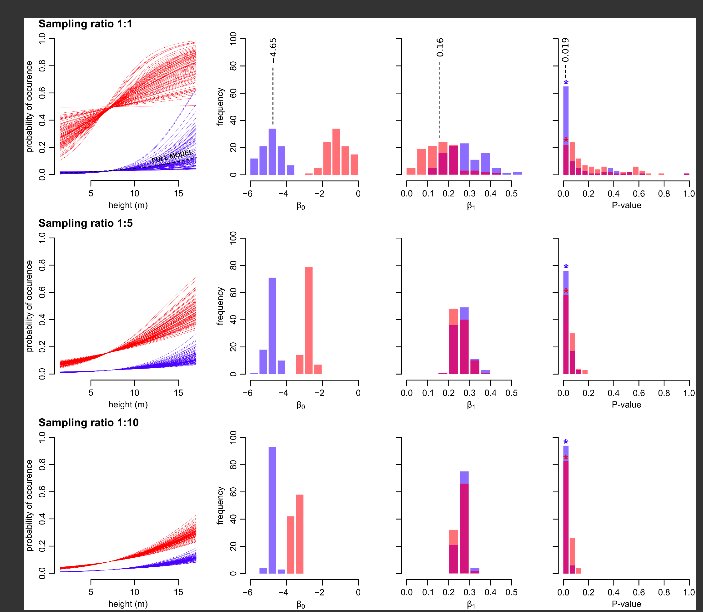 Sampling ratio 1:1
probability of occurence
0.0 0.2 0.4 0.6 0.8 1.0
FULL MODEL
5 10 15
height (m)
frequency
0 20 40 60 80 100
−4.65
−6 −4 −2 0
β0
0.16
0.0 0.1 0.2 0.3 0.4 0.5
β1
0.019
*
*
0.0 0.2 0.4 0.6 0.8 1.0
P-value
Sampling ratio 1:5
probability of occurence
0.0 0.2 0.4 0.6 0.8 1.0
5 10 15
height (m)
frequency
0 20 40 60 80 100
−6 −4 −2 0
β0
0.0 0.1 0.2 0.3 0.4 0.5
β1
*
*
0.0 0.2 0.4 0.6 0.8 1.0
P-value
Sampling ratio 1:10
probability of occurence
0.0 0.2 0.4 0.6 0.8 1.0
5 10 15
height (m)
frequency
0 20 40 60 80 100
−6 −4 −2 0
β0
0.0 0.1 0.2 0.3 0.4 0.5
β1
*
*
0.0 0.2 0.4 0.6 0.8 1.0
P-value